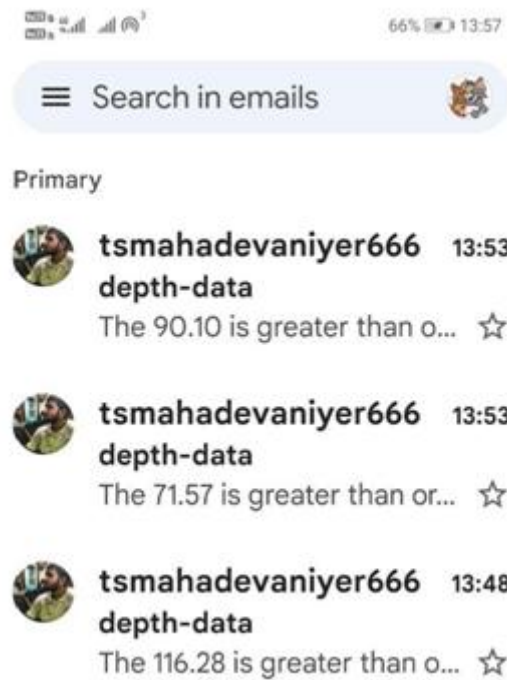 66% 13:57
Search in emails
Primary
tsmahadevaniyer666 13:53
depth-data
The 90.10 is greater than o...
tsmahadevaniyer666 13:53
depth-data
The 71.57 is greater than or...
tsmahadevaniyer666 13:48
depth-data
The 116.28 is greater than o...